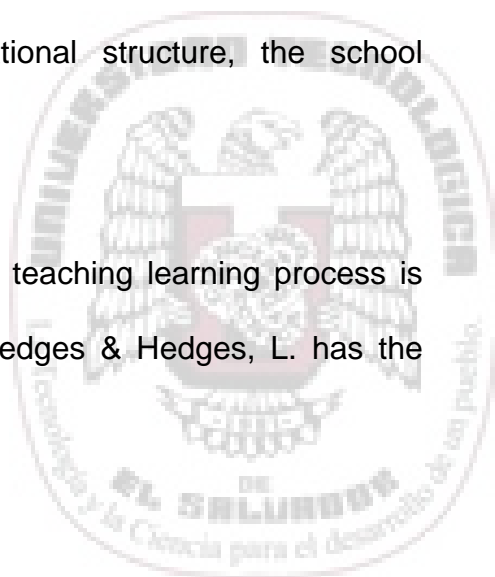 tional structure, the school
teaching learning process is
edges & Hedges, L. has the
UNIVERSIDAD TECNOLOGICA
DE
EL SALVADOR
La Tecnología y la Ciencia para el desarrollo de un pueblo.